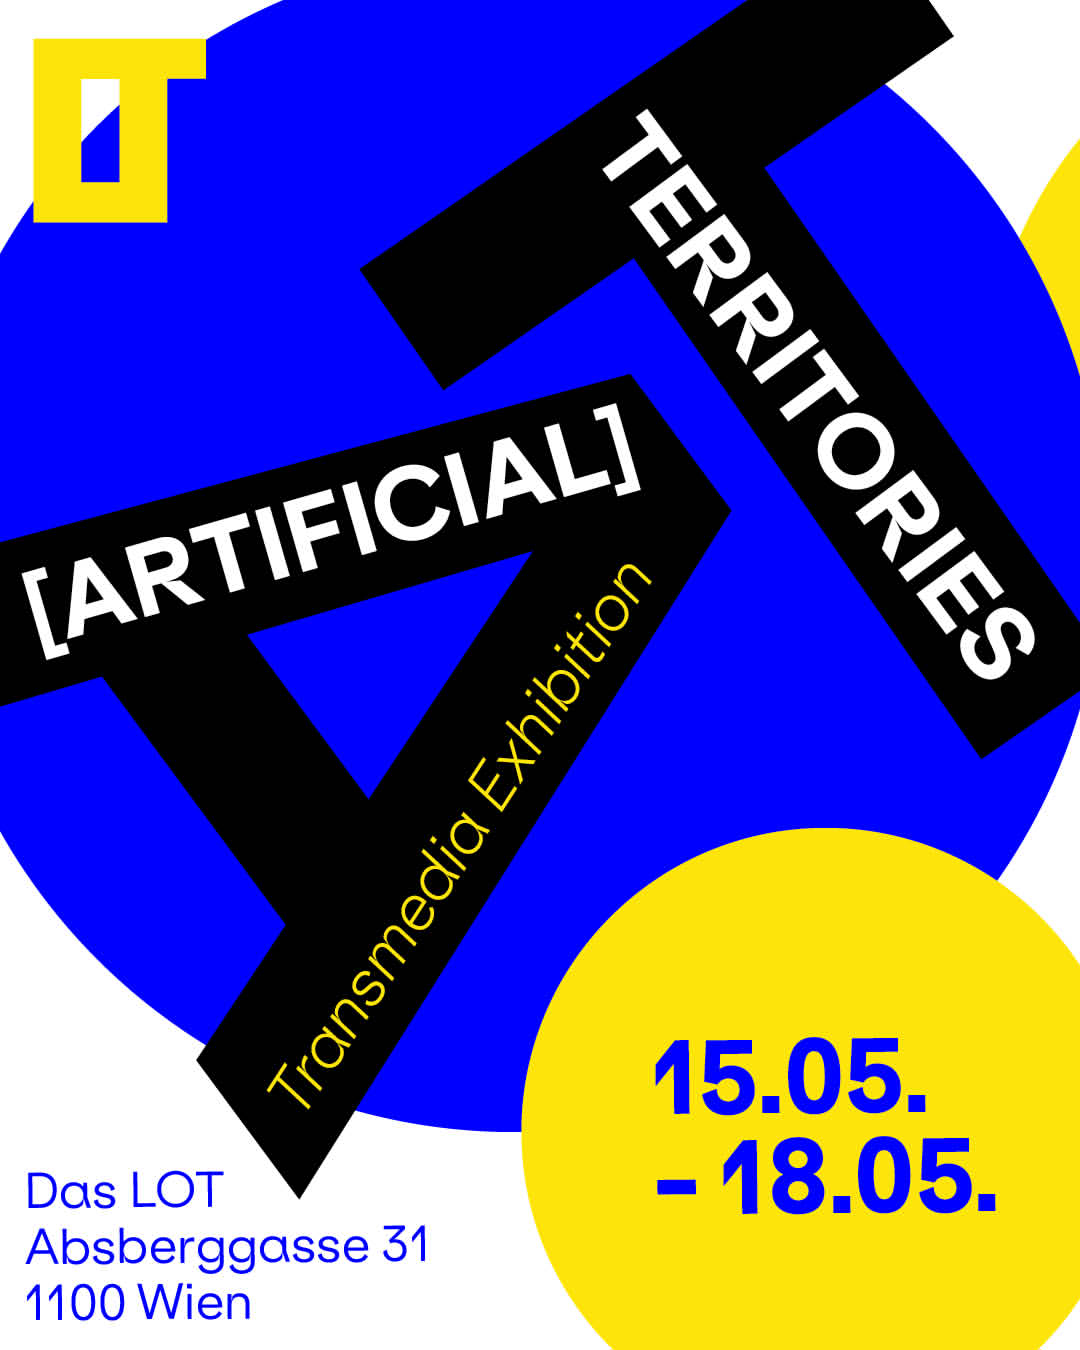 [ARTIFICIAL]
TERRITORIES
Transmedia Exhibition
15.05.
– 18.05.
Das LOT
Absberggasse 31
1100 Wien